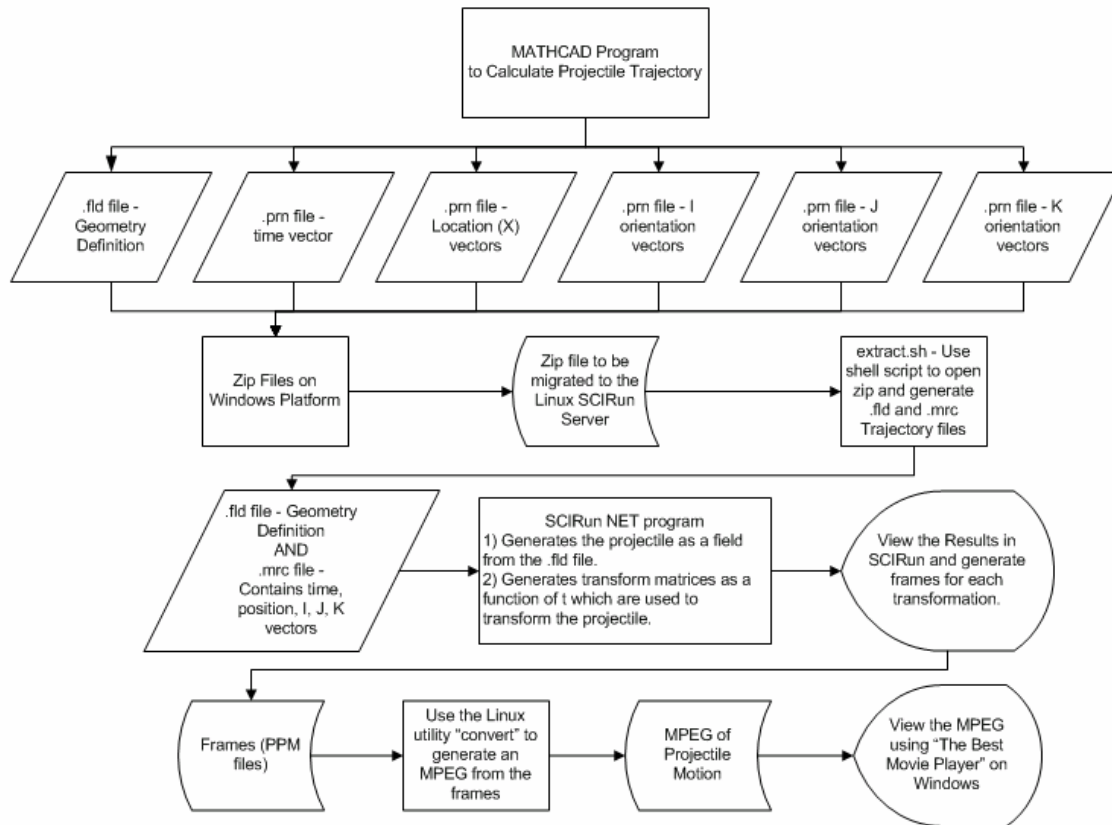 MATHCAD Program
to Calculate Projectile Trajectory
.fld file -
Geometry
Definition
.prn file -
time vector
.prn file -
Location (X)
vectors
.prn file - I
orientation
vectors
.prn file - J
orientation
vectors
.prn file - K
orientation
vectors
Zip Files on
Windows Platform
Zip file to be
migrated to the
Linux SCIRun
Server
extract.sh - Use
shell script to open
zip and generate
.fld and .mrc
Trajectory files
.fld file - Geometry
Definition
AND
.mrc file -
Contains time,
position, I, J, K
vectors
SCIRun NET program
1) Generates the projectile as a field
from the .fld file.
2) Generates transform matrices as a
function of t which are used to
transform the projectile.
View the Results in
SCIRun and generate
frames for each
transformation.
Frames (PPM
files)
Use the Linux
utility "convert" to
generate an
MPEG from the
frames
MPEG of
Projectile
Motion
View the MPEG
using "The Best
Movie Player" on
Windows